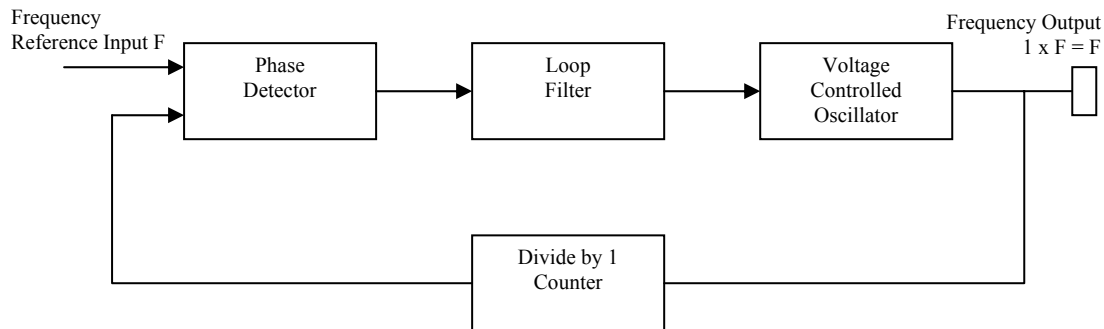 Frequency
Reference Input F
Phase
Detector
Loop
Filter
Voltage
Controlled
Oscillator
Frequency Output
1 x F = F
Divide by 1
Counter